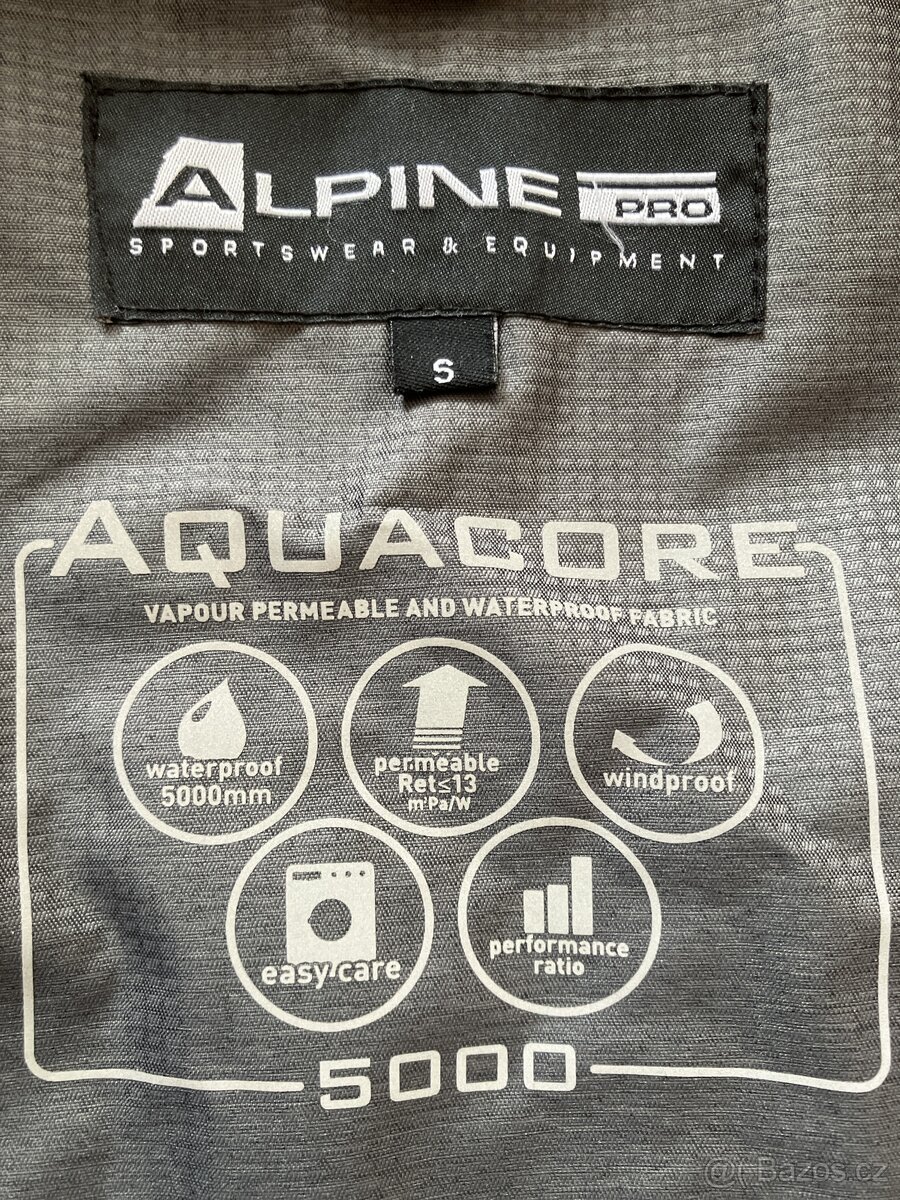 ALPINE PRO
SPORTSWEAR & EQUIPMENT
S
AQUACORE
VAPOUR PERMEABLE AND WATERPROOF FABRIC
waterproof
5000mm
permeable
Ret≤13
m²Pa/W
windproof
easy care
performance
ratio
5000
@r Bazos.cz